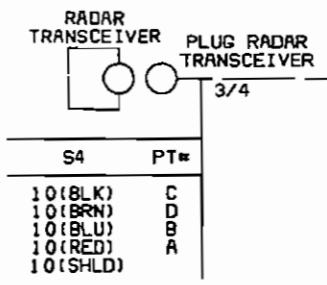 RADAR
TRANSCEIVER
PLUG RADAR
TRANSCEIVER
3/4
S4 PT#
10(BLK) C
10(BRN) D
10(BLU) B
10(RED) A
10(SHLD)